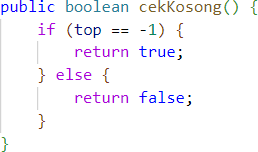 public boolean cekKosong() {
    if (top == -1) {
        return true;
    } else {
        return false;
    }
}